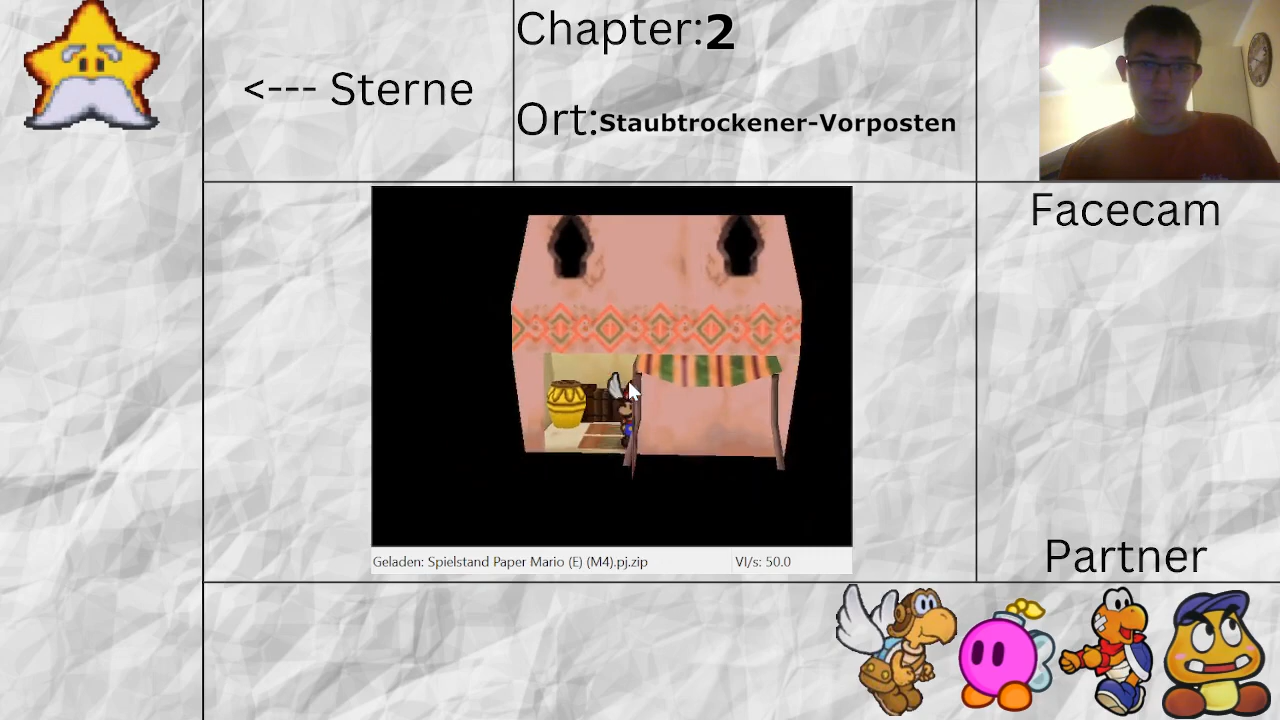 Chapter:2
<--- Sterne
Ort:Staubtrockener-Vorposten
Facecam
Geladen: Spielstand Paper Mario (E) (M4).pj.zip
VI/s: 50.0
Partner